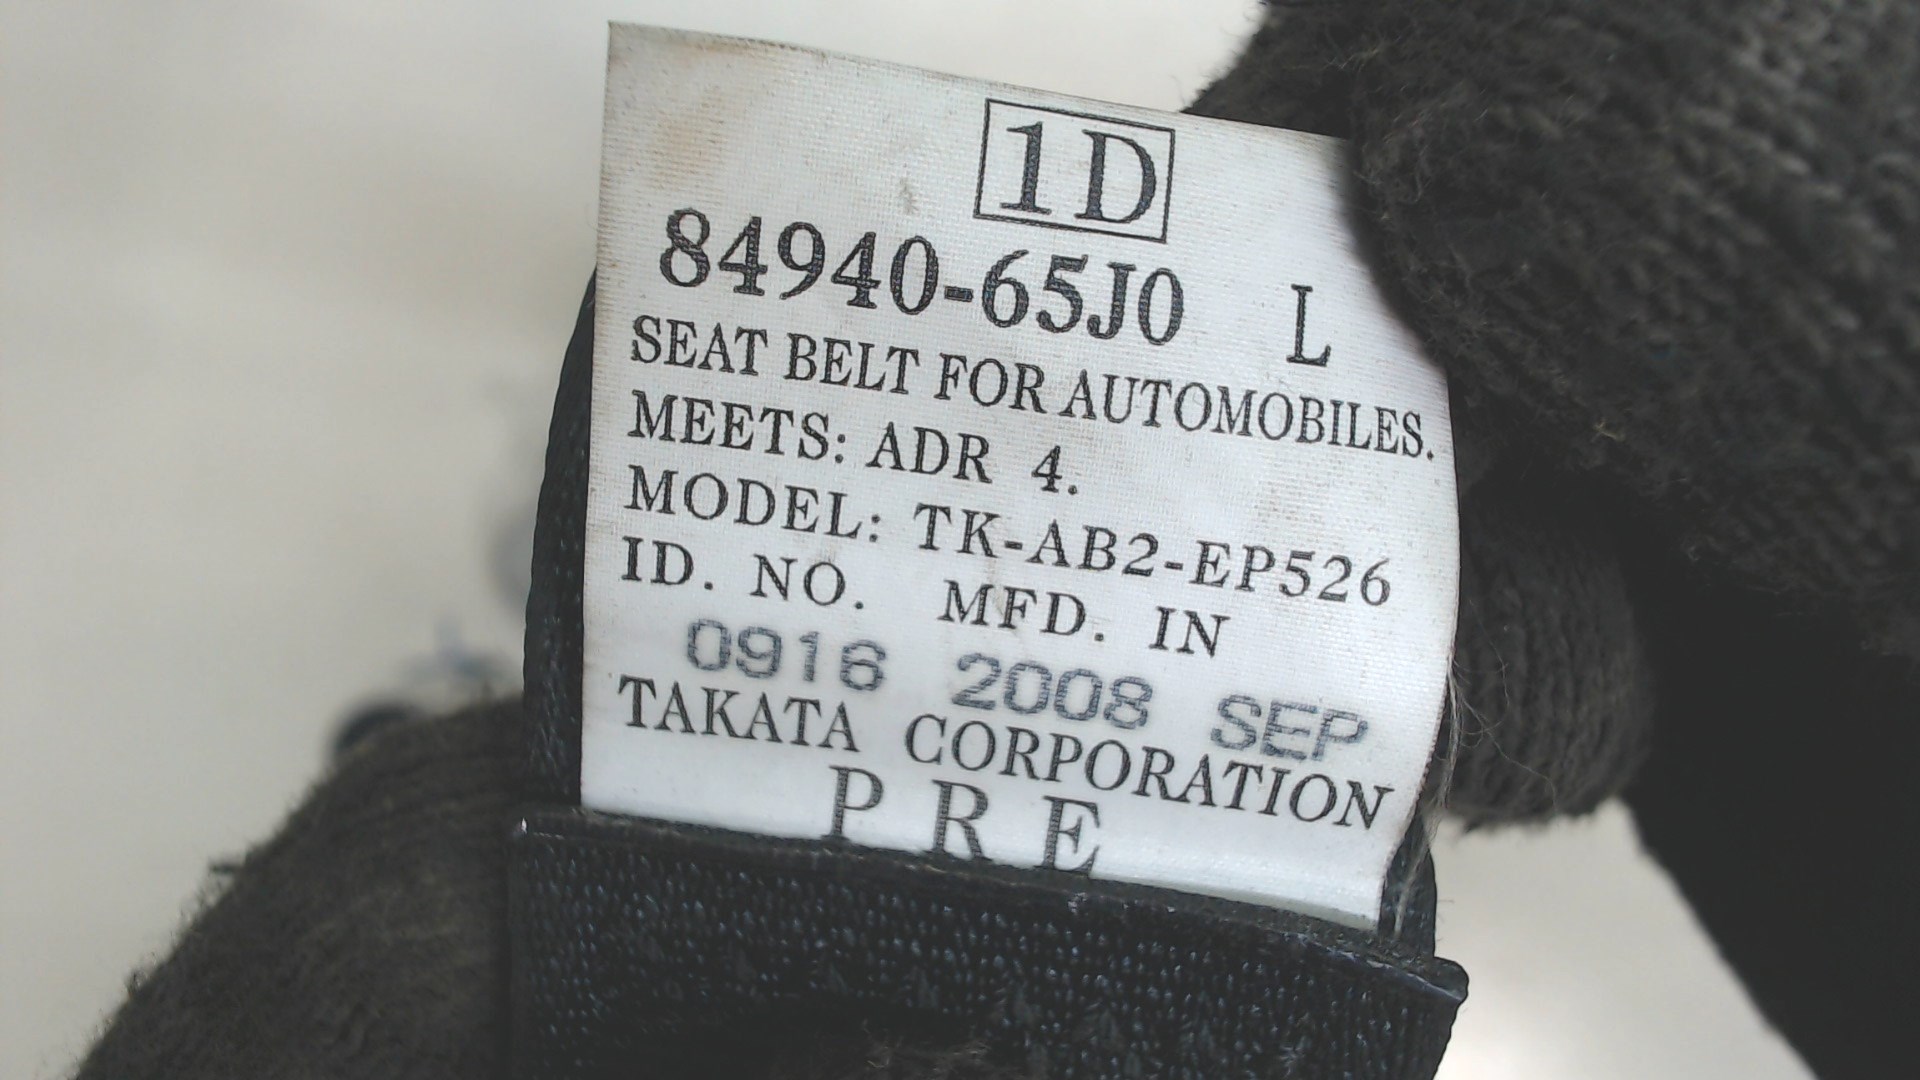 1D
84940-65J0 L
SEAT BELT FOR AUTOMOBILES.
MEETS: ADR 4.
MODEL: TK-AB2-EP526
ID. NO. MFD. IN
0916 2008 SEP
TAKATA CORPORATION
PRE